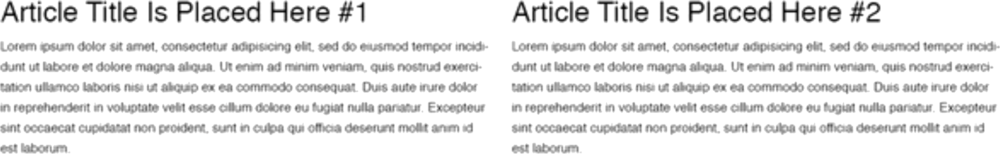 Article Title Is Placed Here #1
Lorem ipsum dolor sit amet, consectetur adipisicing elit, sed do eiusmod tempor incidi-
dunt ut labore et dolore magna aliqua. Ut enim ad minim veniam, quis nostrud exerci-
tation ullamco laboris nisi ut aliquip ex ea commodo consequat. Duis aute irure dolor
in reprehenderit in voluptate velit esse cillum dolore eu fugiat nulla pariatur. Excepteur
sint occaecat cupidatat non proident, sunt in culpa qui officia deserunt mollit anim id
est laborum.
Article Title Is Placed Here #2
Lorem ipsum dolor sit amet, consectetur adipisicing elit, sed do eiusmod tempor incidi-
dunt ut labore et dolore magna aliqua. Ut enim ad minim veniam, quis nostrud exerci-
tation ullamco laboris nisi ut aliquip ex ea commodo consequat. Duis aute irure dolor
in reprehenderit in voluptate velit esse cillum dolore eu fugiat nulla pariatur. Excepteur
sint occaecat cupidatat non proident, sunt in culpa qui officia deserunt mollit anim id
est laborum.